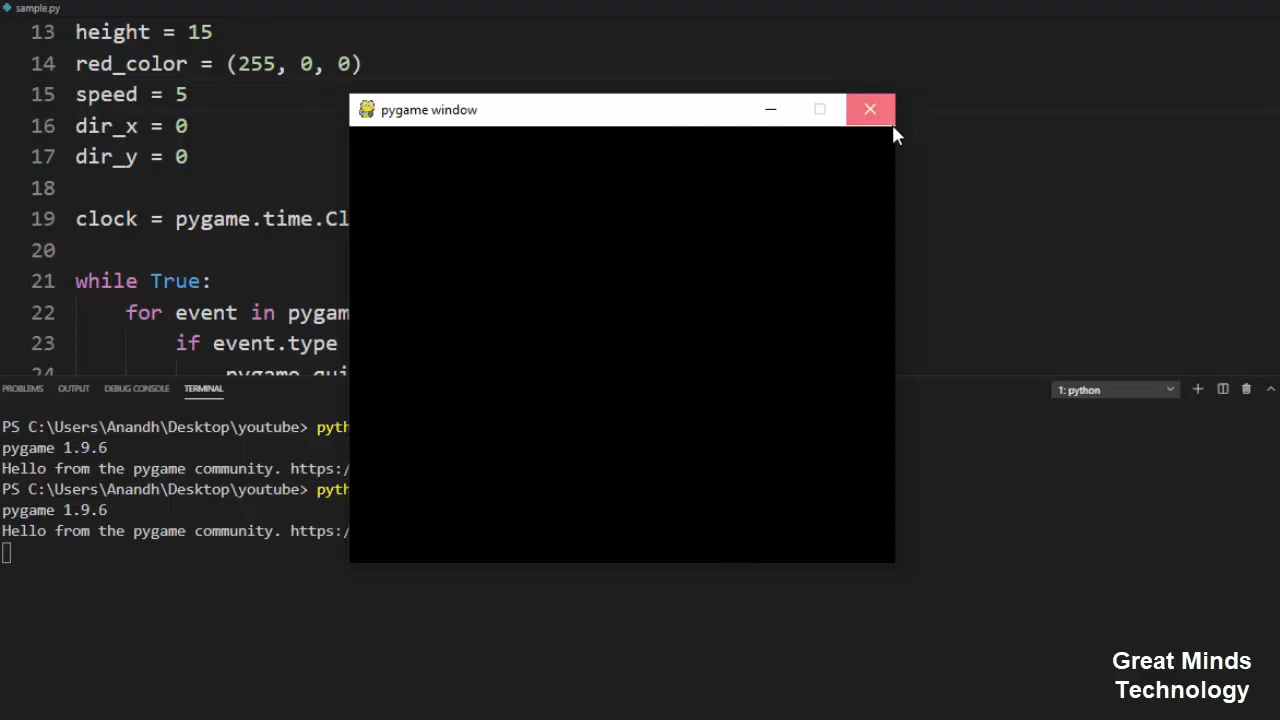 sample.py
13 height = 15
14 red_color = (255, 0, 0)
15 speed = 5
16 dir_x = 0
17 dir_y = 0
18
19 clock = pygame.time.Cl
20
21 while True:
22 for event in pygam
23 if event.type
24 pygame.qui
pygame window
PROBLEMS OUTPUT DEBUG CONSOLE TERMINAL 1: python
PS C:\Users\Anandh\Desktop\youtube> pyth
pygame 1.9.6
Hello from the pygame community. https:/
PS C:\Users\Anandh\Desktop\youtube> pyth
pygame 1.9.6
Hello from the pygame community. https:/
Great Minds
Technology